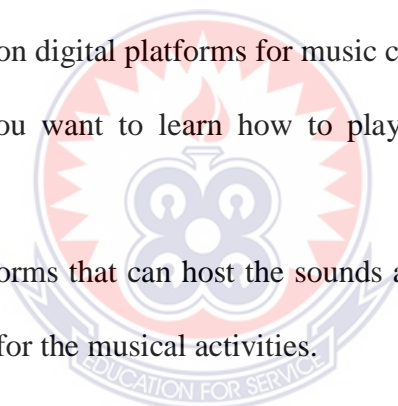 on digital platforms for music c
ou want to learn how to play
orms that can host the sounds a
for the musical activities.
EDUCATION FOR SERVICE